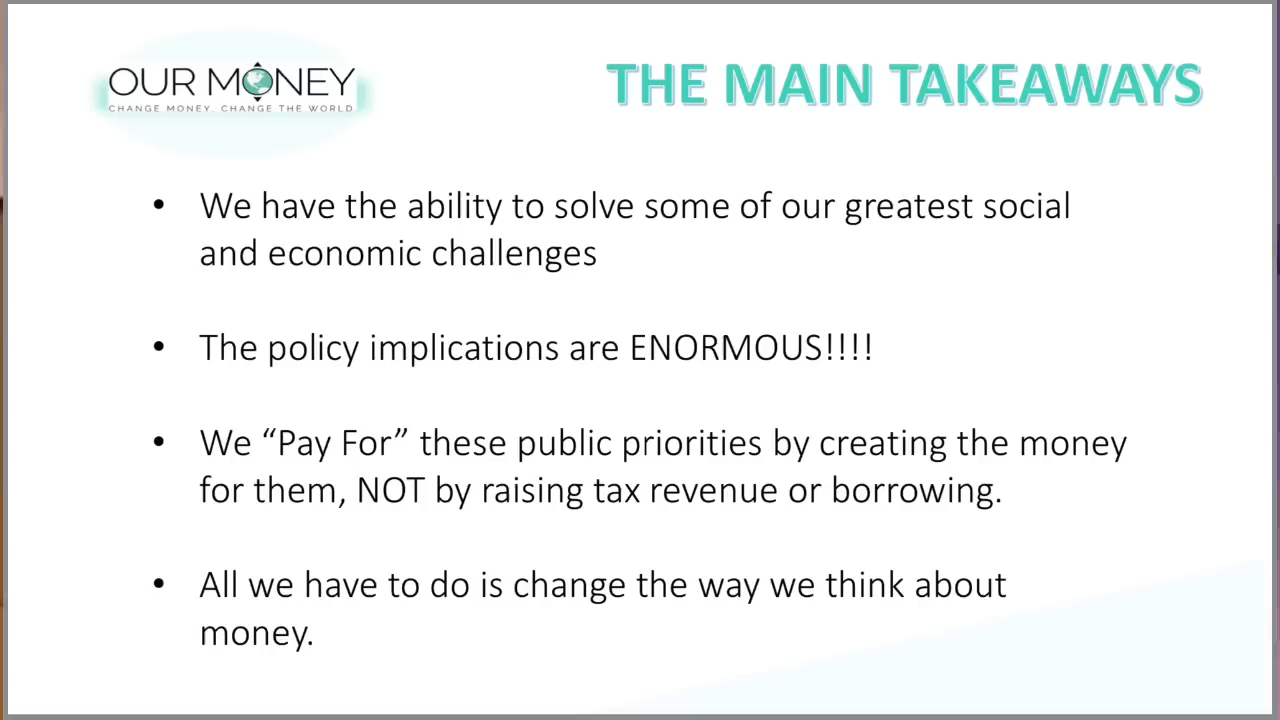 OUR MONEY
CHANGE MONEY. CHANGE THE WORLD
THE MAIN TAKEAWAYS
• We have the ability to solve some of our greatest social
and economic challenges
• The policy implications are ENORMOUS!!!!
• We “Pay For” these public priorities by creating the money
for them, NOT by raising tax revenue or borrowing.
• All we have to do is change the way we think about
money.